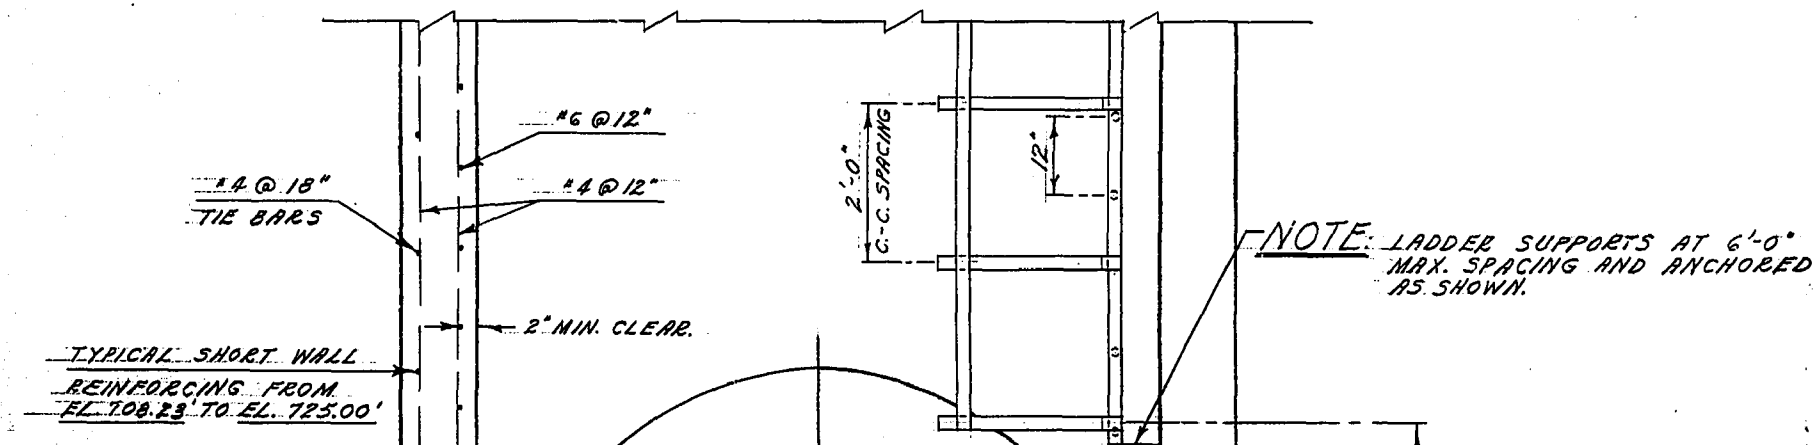 "6 @ 12"
"4 @ 18"
TIE BARS
"4 @ 12"
2'-0"
C.-C. SPACING
12"
NOTE: LADDER SUPPORTS AT 6'-0"
MAX. SPACING AND ANCHORED
AS SHOWN.
2" MIN. CLEAR.
TYPICAL SHORT WALL
REINFORCING FROM
EL. 708.23' TO EL. 725.00'